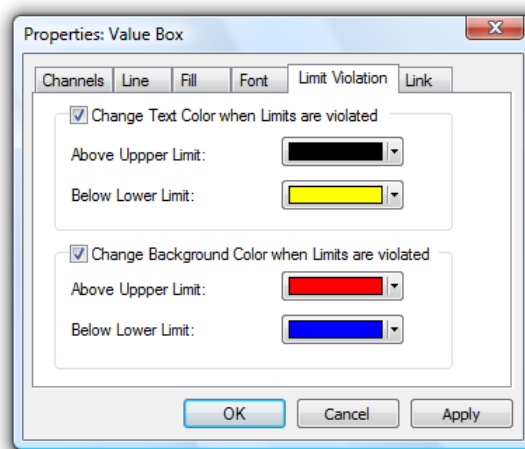 Properties: Value Box
Channels Line Fill Font Limit Violation Link
Change Text Color when Limits are violated
Above Uppper Limit:
Below Lower Limit:
Change Background Color when Limits are violated
Above Uppper Limit:
Below Lower Limit:
OK Cancel Apply